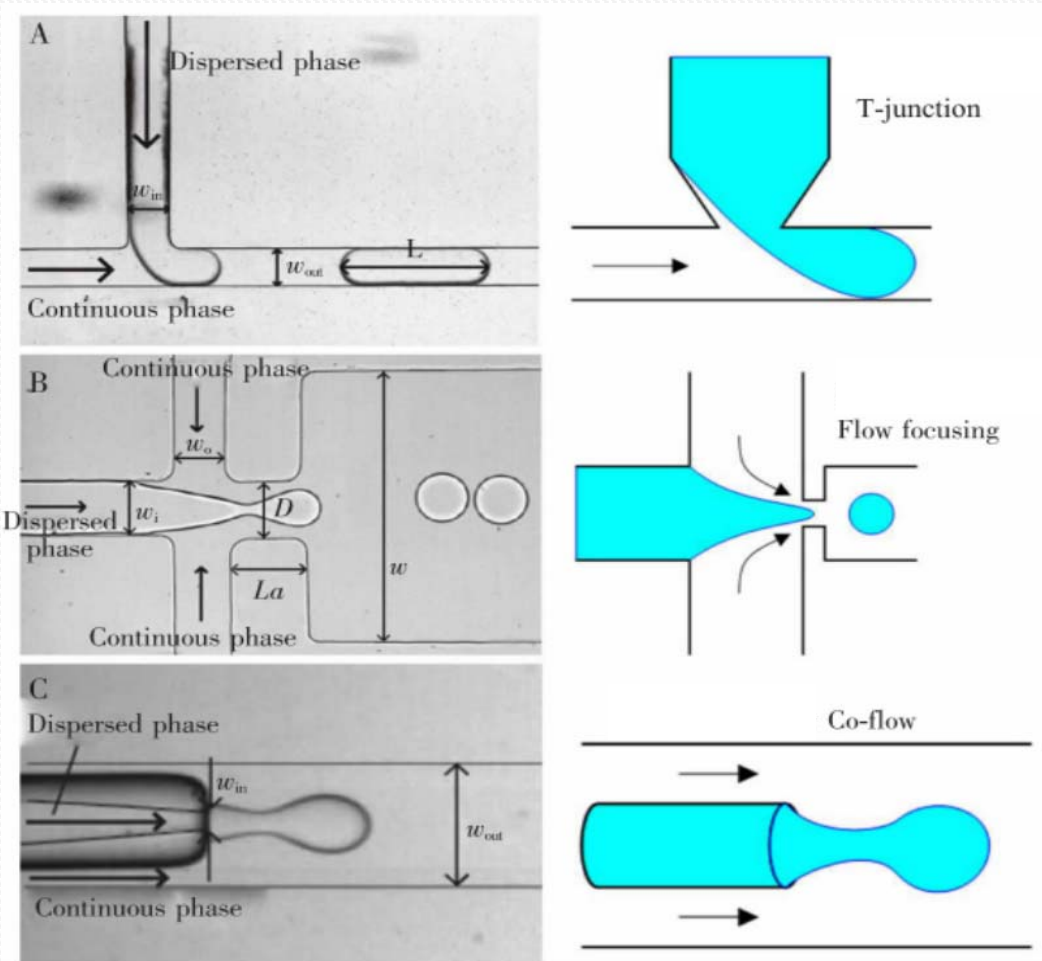 A
Dispersed phase
w_in
L
w_out
Continuous phase
T-junction
B
Continuous phase
w_o
w_i
D
Dispersed
phase
w
La
Continuous phase
Flow focusing
C
Dispersed phase
w_in
w_out
Continuous phase
Co-flow